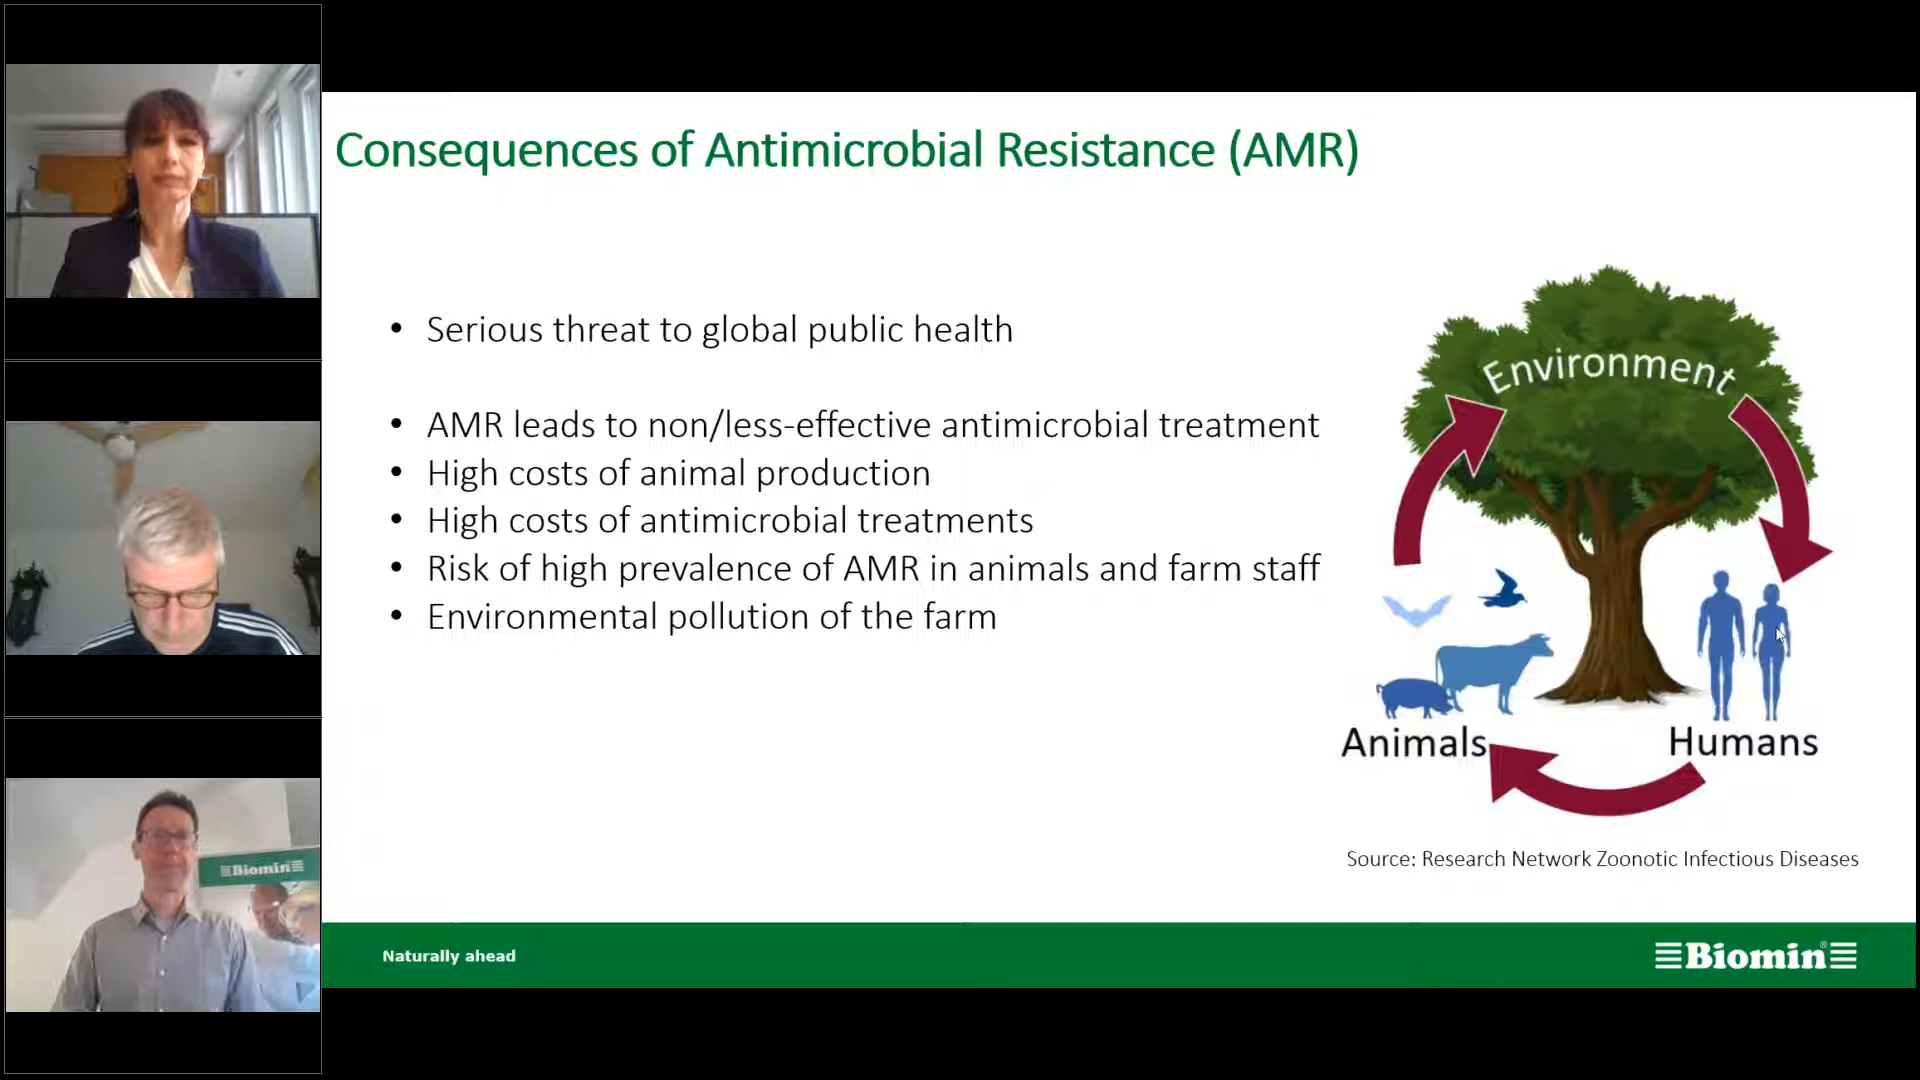 Consequences of Antimicrobial Resistance (AMR)
• Serious threat to global public health
• AMR leads to non/less-effective antimicrobial treatment
• High costs of animal production
• High costs of antimicrobial treatments
• Risk of high prevalence of AMR in animals and farm staff
• Environmental pollution of the farm
Environment
Animals
Humans
Source: Research Network Zoonotic Infectious Diseases
Biomin
Naturally ahead
Biomin®